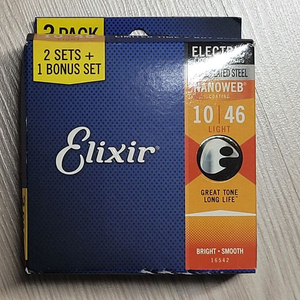 3 PACK
2 SETS +
1 BONUS SET
Elixir
ELECTRIC
PLATED STEEL
NANOWEB®
COATING
10 46
LIGHT
GREAT TONE
LONG LIFE
BRIGHT · SMOOTH
16542